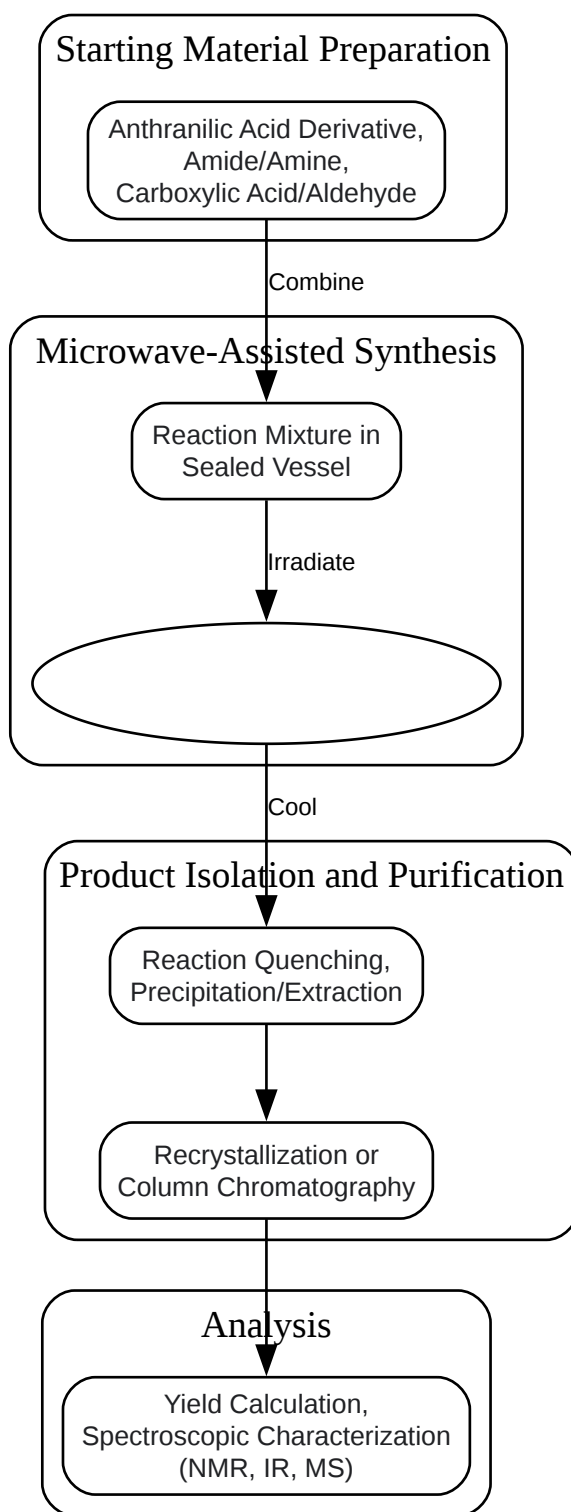 Starting Material Preparation
Anthranilic Acid Derivative,
Amide/Amine,
Carboxylic Acid/Aldehyde
Combine
Microwave-Assisted Synthesis
Reaction Mixture in
Sealed Vessel
Irradiate
Cool
Product Isolation and Purification
Reaction Quenching,
Precipitation/Extraction
Recrystallization or
Column Chromatography
Analysis
Yield Calculation,
Spectroscopic Characterization
(NMR, IR, MS)